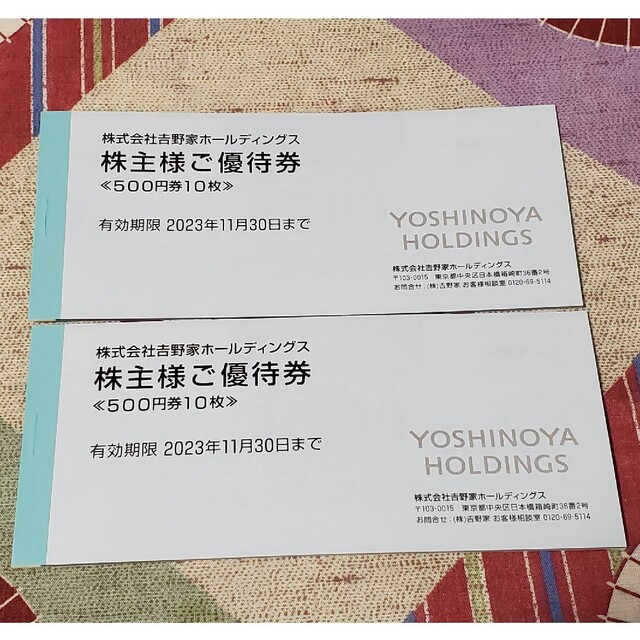 株式会社吉野家ホールディングス
株主様ご優待券
≪500円券10枚≫
有効期限 2023年11月30日まで
YOSHINOYA
HOLDINGS
株式会社吉野家ホールディングス
〒103-0015 東京都中央区日本橋箱崎町36番2号
お問合せ:(株)吉野家 お客様相談室 0120-69-5114
株式会社吉野家ホールディングス
株主様ご優待券
≪500円券10枚≫
有効期限 2023年11月30日まで
YOSHINOYA
HOLDINGS
株式会社吉野家ホールディングス
〒103-0015 東京都中央区日本橋箱崎町36番2号
お問合せ:(株)吉野家 お客様相談室 0120-69-5114